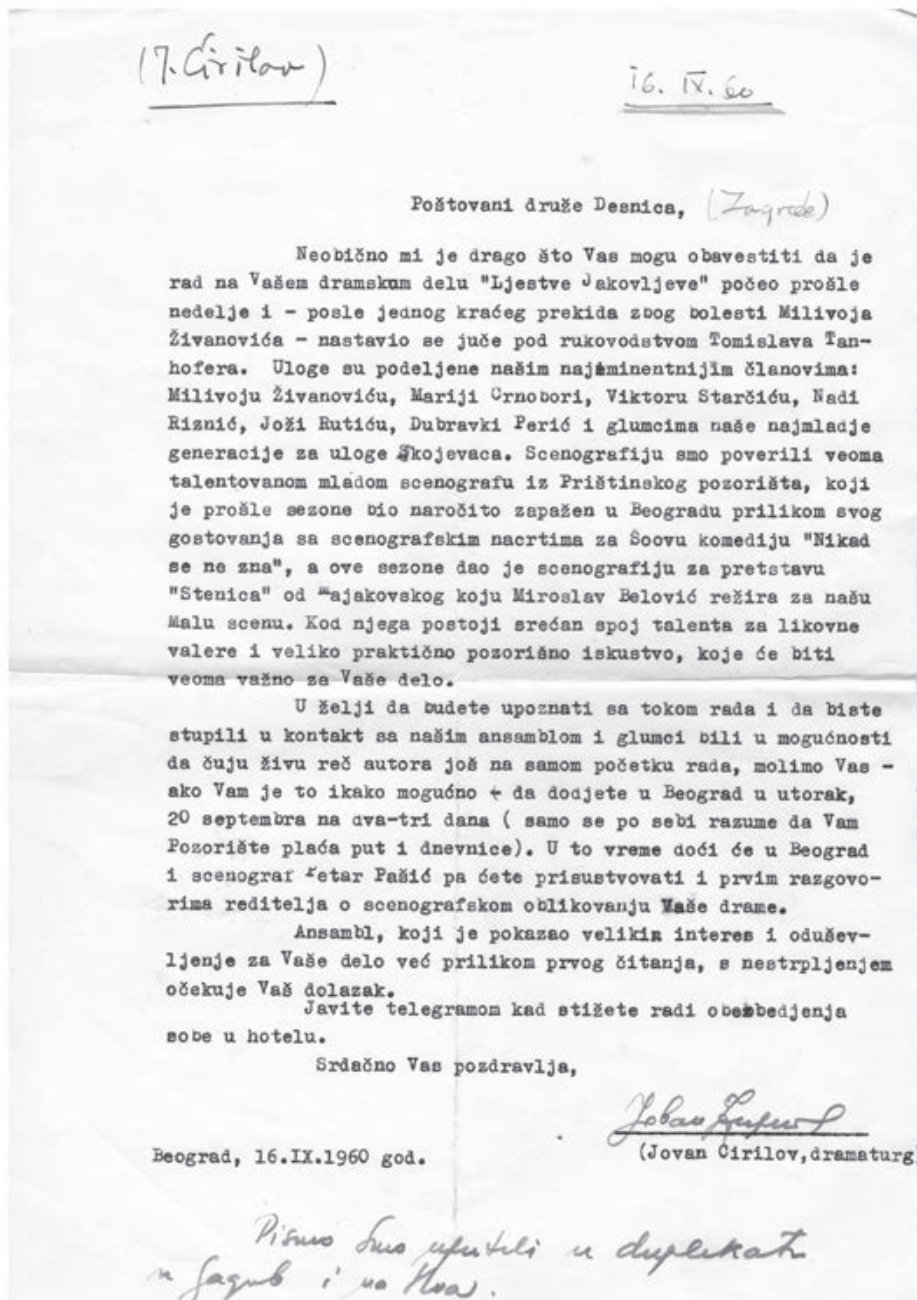 (J. Ćirilov)
16. IX. 60
Poštovani druže Desnica, (Zagreb)
Neobično mi je drago što Vas mogu obavestiti da je
rad na Vašem dramskom delu "Ljestve Jakovljeve" počeo prošle
nedelje i - posle jednog kraćeg prekida zbog bolesti Milivoja
Živanovića - nastavio se juče pod rukovodstvom Tomislava Tan-
hofera. Uloge su podeljene našim najeminentnijim članovima:
Milivoju Živanoviću, Mariji Crnobori, Viktoru Starčiću, Nadi
Riznić, Joži Rutiću, Dubravki Perić i glumcima naše najmladje
generacije za uloge Skojevaca. Scenografiju smo poverili veoma
talentovanom mladom scenografu iz Prištinskog pozorišta, koji
je prošle sezone bio naročito zapažen u Beogradu prilikom svog
gostovanja sa scenografskim nacrtima za Šoovu komediju "Nikad
se ne zna", a ove sezone dao je scenografiju za pretstavu
"Stenica" od Majakovskog koju Miroslav Belović režira za našu
Malu scenu. Kod njega postoji srećan spoj talenta za likovne
valere i veliko praktično pozorišno iskustvo, koje će biti
veoma važno za Vaše delo.
U želji da budete upoznati sa tokom rada i da biste
stupili u kontakt sa našim ansamblom i glumci bili u mogućnosti
da čuju živu reč autora još na samom početku rada, molimo Vas -
ako Vam je to ikako mogućno - da dodjete u Beograd u utorak,
20 septembra na dva-tri dana ( samo se po sebi razume da Vam
Pozorište plaća put i dnevnice). U to vreme doći će u Beograd
i scenograf Petar Pašić pa ćete prisustvovati i prvim razgovo-
rima reditelja o scenografskom oblikovanju Vaše drame.
Ansambl, koji je pokazao veliki interes i odušev-
ljenje za Vaše delo već prilikom prvog čitanja, s nestrpljenjem
očekuje Vaš dolazak.
Javite telegramom kad stižete radi obezbedjenja
sobe u hotelu.
Srdačno Vas pozdravlja,
Jovan
Beograd, 16.IX.1960 god.
(Jovan Ćirilov, dramaturg
Pismo smo uputili u duplikatu
u Zagreb i na Hvar.